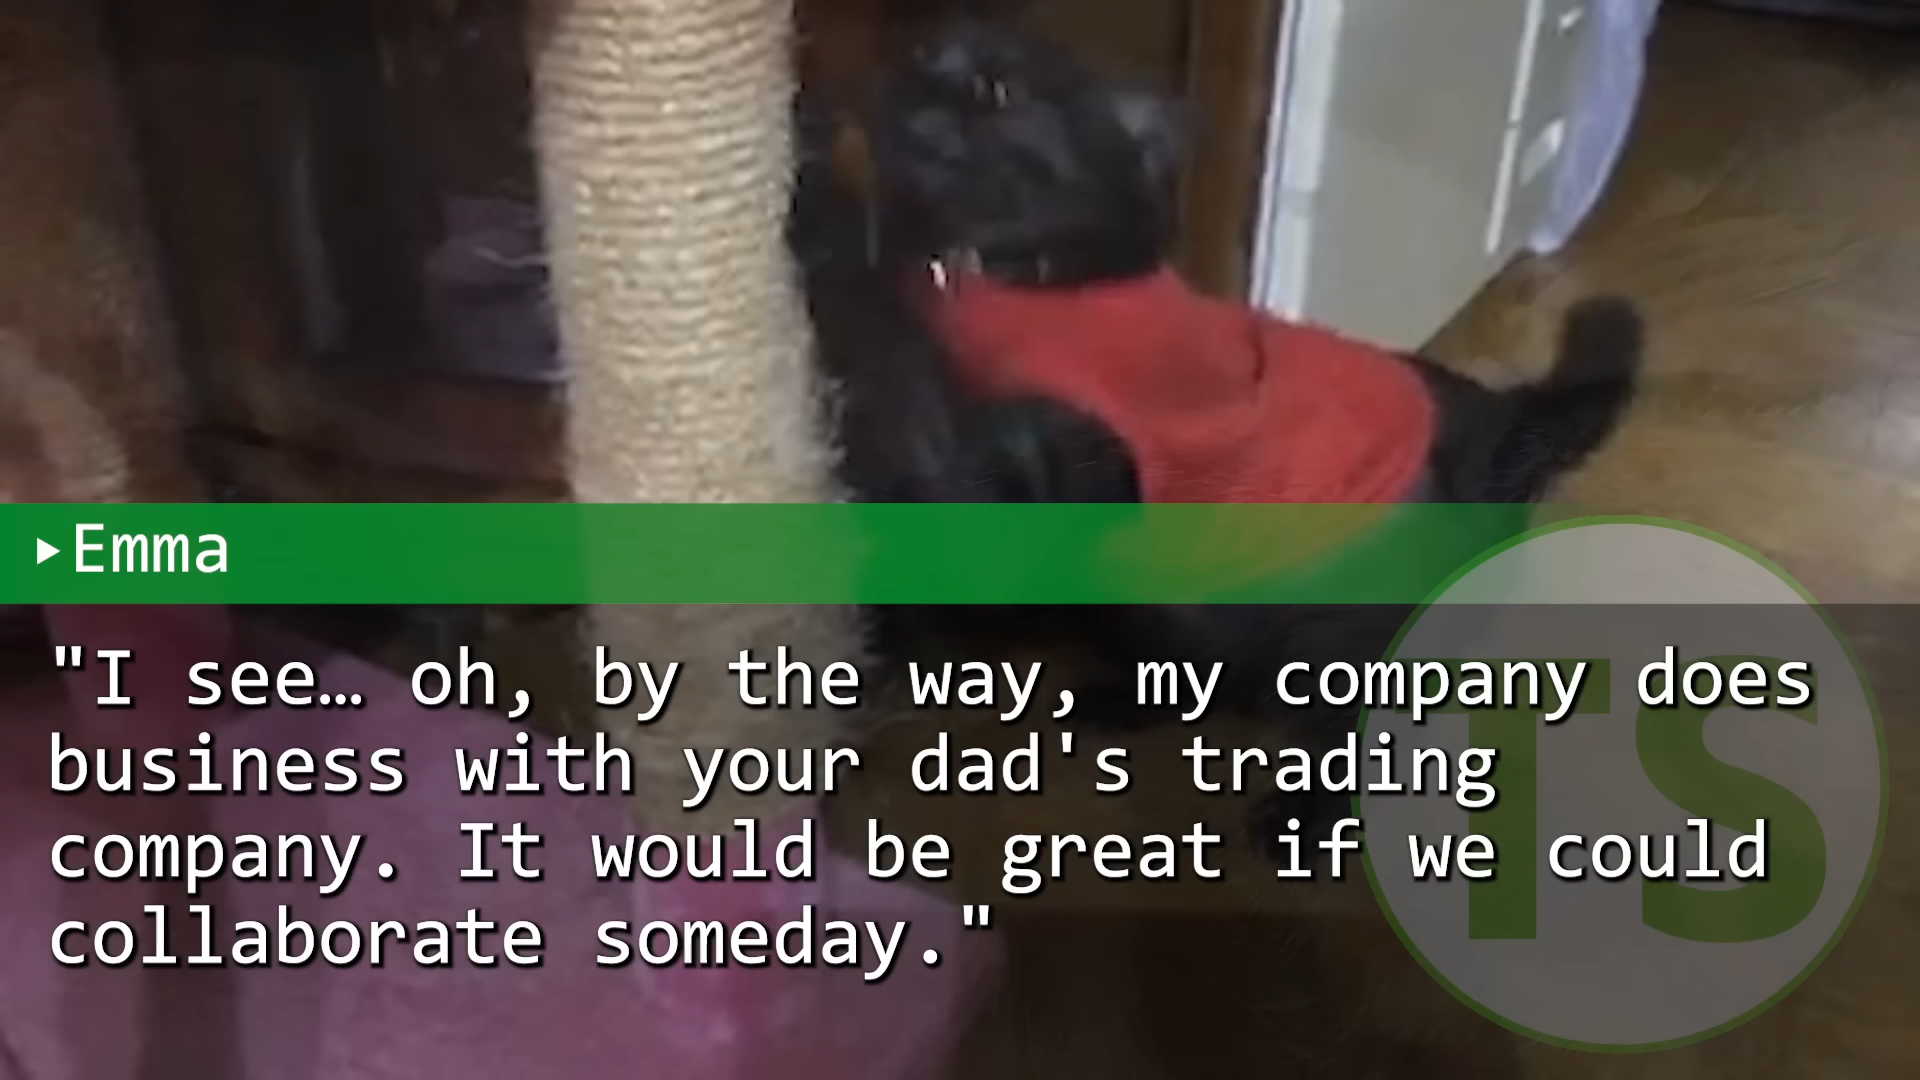 ▸Emma
"I see… oh, by the way, my company does
business with your dad's trading
company. It would be great if we could
collaborate someday."
TS